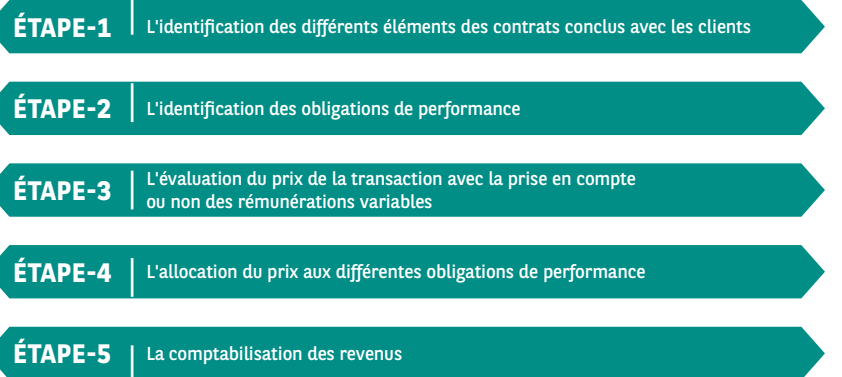 ÉTAPE-1 L'identification des différents éléments des contrats conclus avec les clients
ÉTAPE-2 L'identification des obligations de performance
ÉTAPE-3 L'évaluation du prix de la transaction avec la prise en compte
ou non des rémunérations variables
ÉTAPE-4 L'allocation du prix aux différentes obligations de performance
ÉTAPE-5 La comptabilisation des revenus